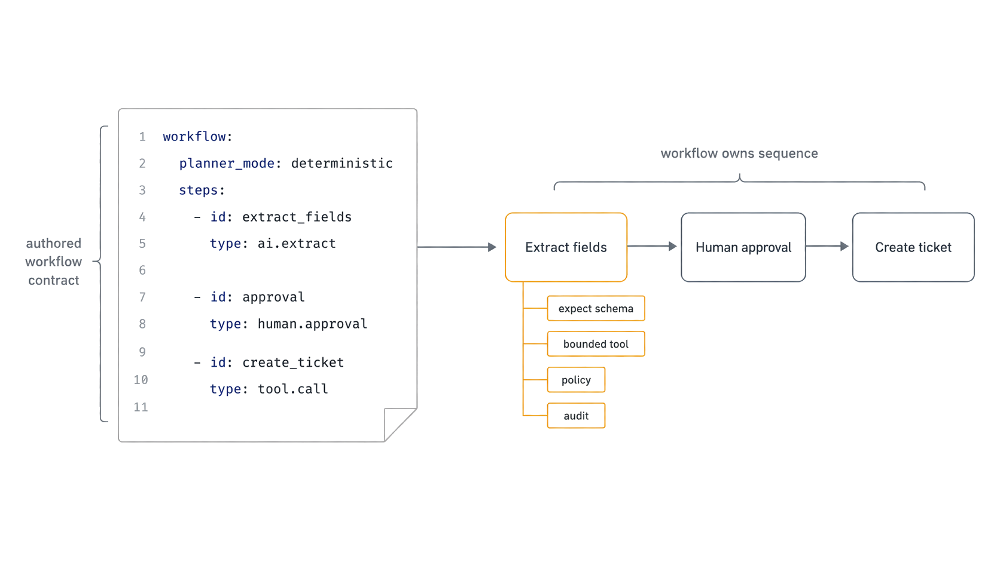 authored
workflow
contract
1 workflow:
2 planner_mode: deterministic
3 steps:
4 - id: extract_fields
5 type: ai.extract
6
7 - id: approval
8 type: human.approval
9
- id: create_ticket
10
type: tool.call
11
workflow owns sequence
Extract fields
Human approval
Create ticket
expect schema
bounded tool
policy
audit